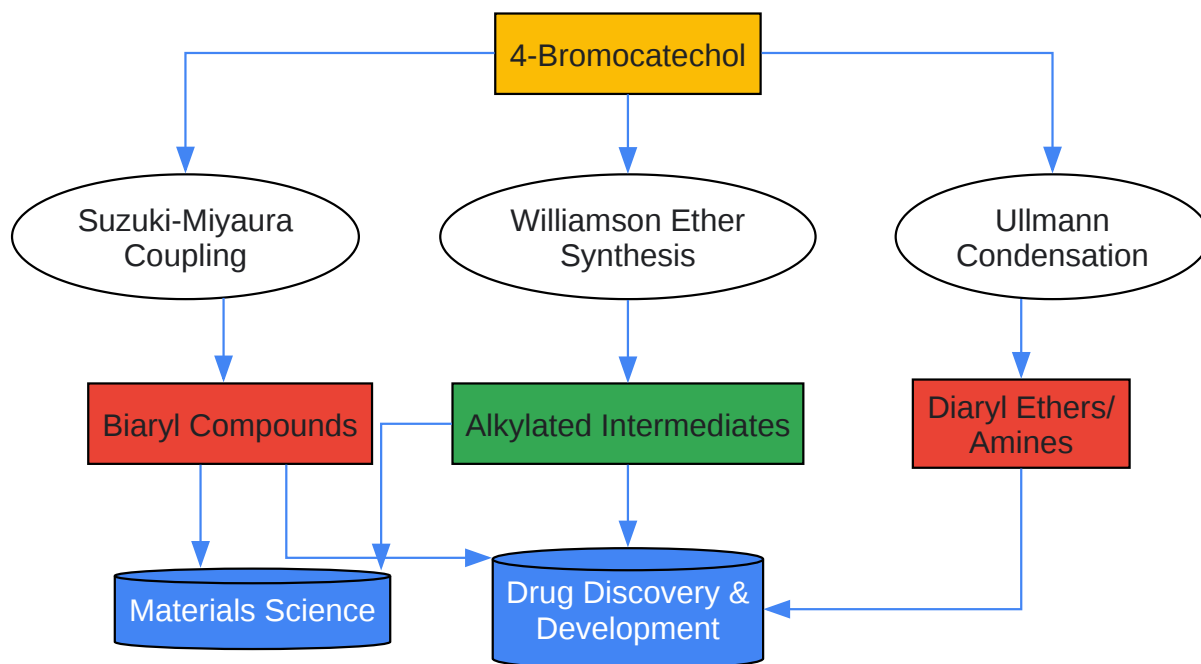 4-Bromocatechol
Suzuki-Miyaura
Coupling
Williamson Ether
Synthesis
Ullmann
Condensation
Biaryl Compounds
Alkylated Intermediates
Diaryl Ethers/
Amines
Materials Science
Drug Discovery &
Development